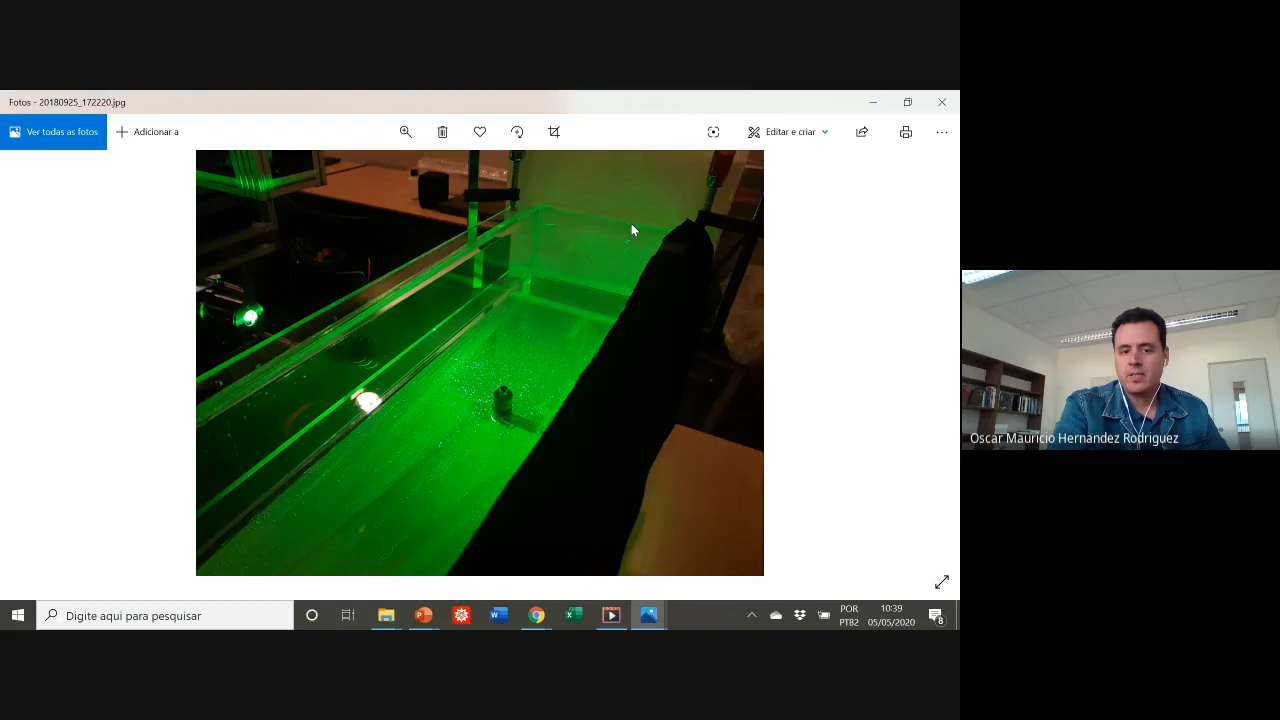 Fotos - 20180925_172220.jpg
Ver todas as fotos
Adicionar a
Editar e criar
Oscar Mauricio Hernandez Rodriguez
Digite aqui para pesquisar
POR
PTB2
10:39
05/05/2020
8